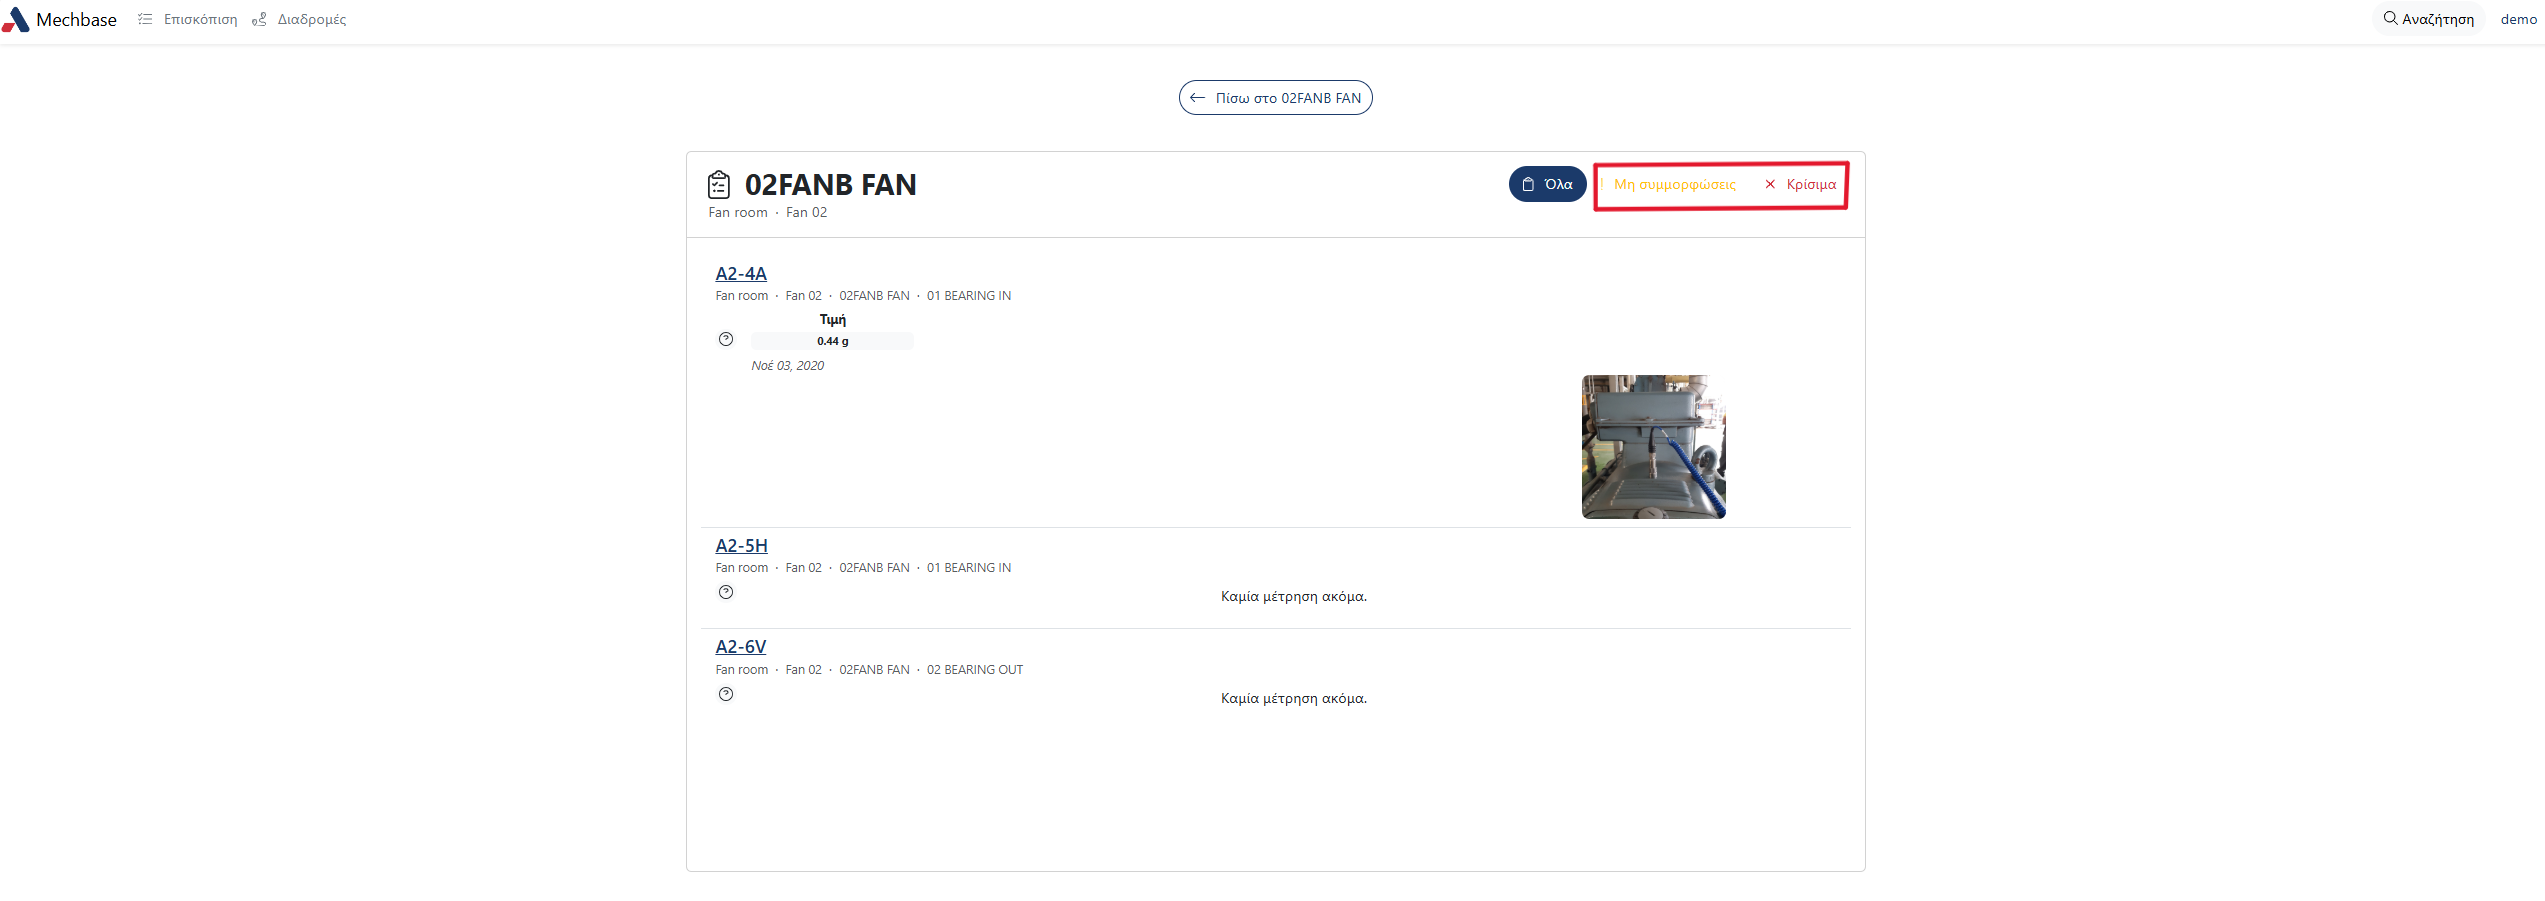 Mechbase Επισκόπιση Διαδρομές Αναζήτηση demo
Πίσω στο 02FANB FAN
02FANB FAN Όλα Μη συμμορφώσεις Κρίσιμα
Fan room · Fan 02
A2-4A
Fan room · Fan 02 · 02FANB FAN · 01 BEARING IN
Τιμή
0.44 g
Νοέ 03, 2020
A2-5H
Fan room · Fan 02 · 02FANB FAN · 01 BEARING IN
Καμία μέτρηση ακόμα.
A2-6V
Fan room · Fan 02 · 02FANB FAN · 02 BEARING OUT
Καμία μέτρηση ακόμα.